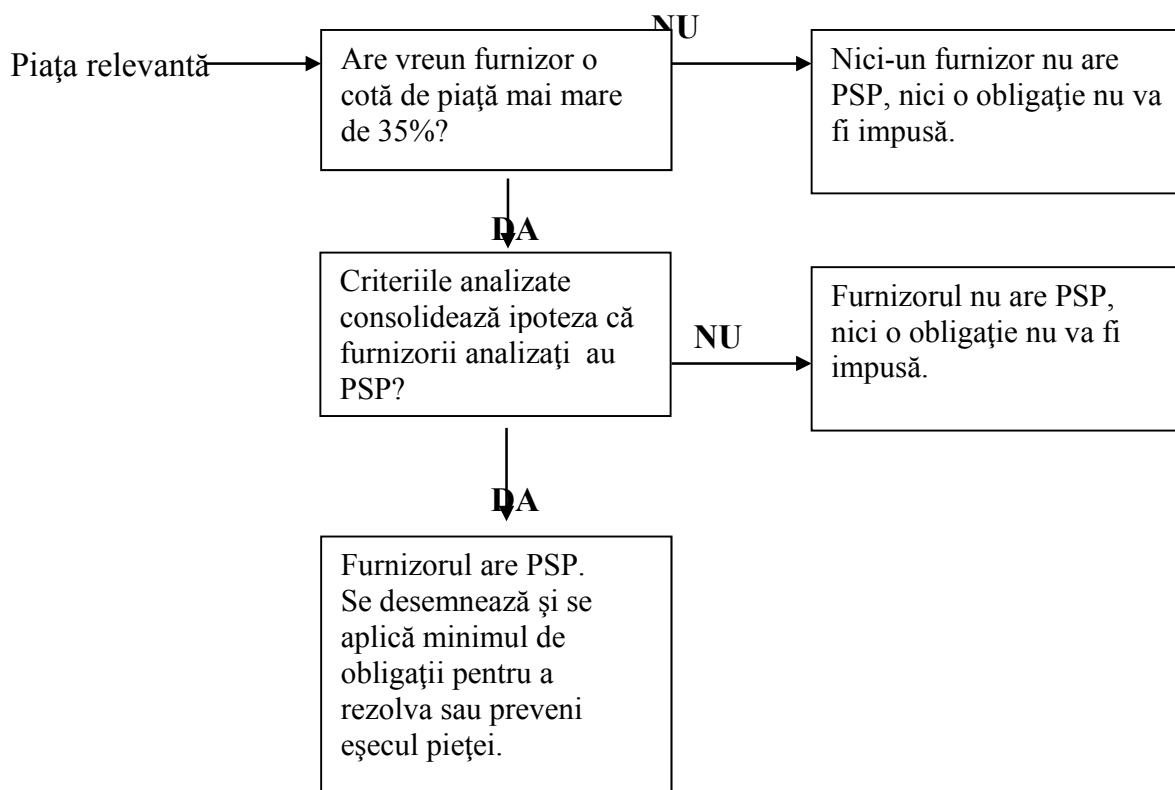 Piaţa relevantă
Are vreun furnizor o
cotă de piaţă mai mare
de 35%?
NU
Nici-un furnizor nu are
PSP, nici o obligaţie nu va
fi impusă.
DA
Criteriile analizate
consolidează ipoteza că
furnizorii analizaţi au
PSP?
NU
Furnizorul nu are PSP,
nici o obligaţie nu va fi
impusă.
DA
Furnizorul are PSP.
Se desemnează şi se
aplică minimul de
obligaţii pentru a
rezolva sau preveni
eşecul pieţei.